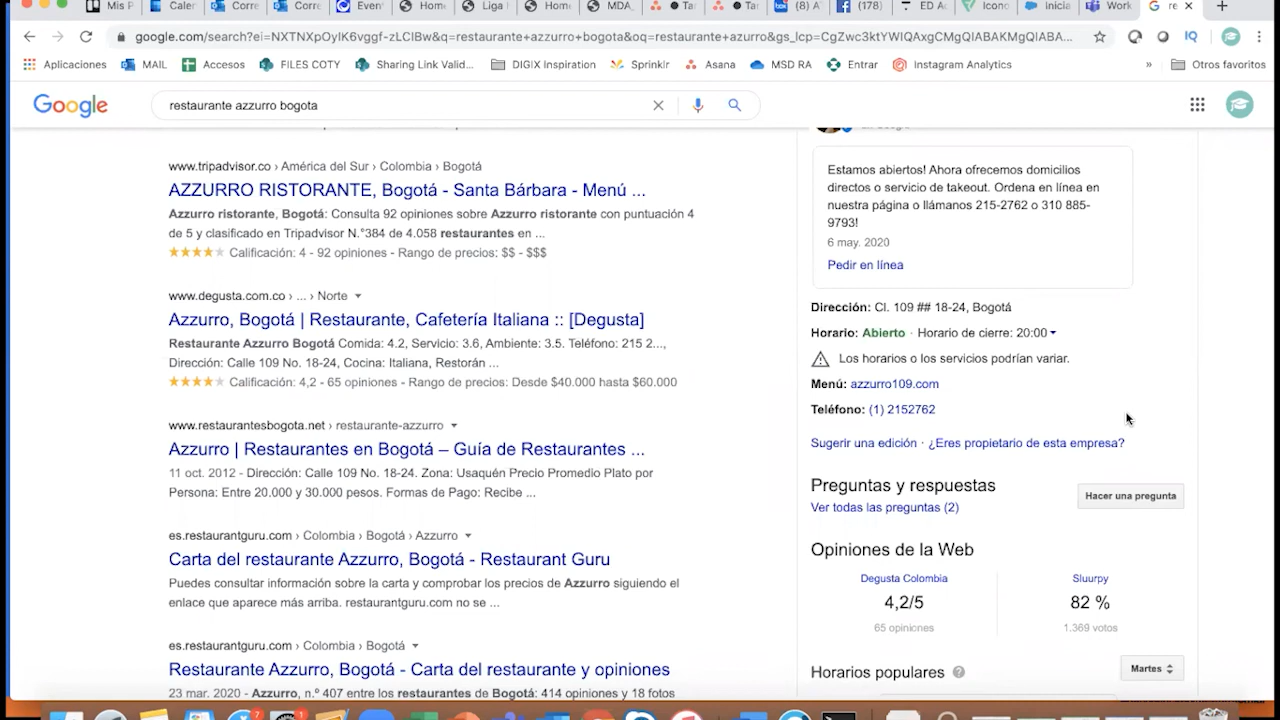 Mis P
Caler
Corre
Corre
Even
Home
Liga
Home
MDA_
Tar
Tar
(8) A
(178)
ED A
Icono
inicia
Work
re
google.com/search?ei=NXTNXpOyIK6vggf-zLCIBw&q=restaurante+azzurro+bogota&oq=restaurante+azuro&gs_lcp=CgZwc3ktYWIQAxgCMgQIABAKMgQIABA...
Aplicaciones
MAIL
Accesos
FILES COTY
Sharing Link Valid...
DIGIX Inspiration
Sprinklr
Asana
MSD RA
Entrar
Instagram Analytics
»
Otros favoritos
Google
restaurante azzurro bogota
www.tripadvisor.co › América del Sur › Colombia › Bogotá
AZZURRO RISTORANTE, Bogotá - Santa Bárbara - Menú ...
Azzurro ristorante, Bogotá: Consulta 92 opiniones sobre Azzurro ristorante con puntuación 4
de 5 y clasificado en Tripadvisor N.°384 de 4.058 restaurantes en ...
Calificación: 4 - 92 opiniones - Rango de precios: $$ - $$$
www.degusta.com.co › ... › Norte
Azzurro, Bogotá | Restaurante, Cafetería Italiana :: [Degusta]
Restaurante Azzurro Bogotá Comida: 4.2, Servicio: 3.6, Ambiente: 3.5. Teléfono: 215 2...,
Dirección: Calle 109 No. 18-24, Cocina: Italiana, Restorán ...
Calificación: 4,2 - 65 opiniones - Rango de precios: Desde $40.000 hasta $60.000
www.restaurantesbogota.net › restaurante-azzurro
Azzurro | Restaurantes en Bogotá – Guía de Restaurantes ...
11 oct. 2012 - Dirección: Calle 109 No. 18-24. Zona: Usaquén Precio Promedio Plato por
Persona: Entre 20.000 y 30.000 pesos. Formas de Pago: Recibe ...
es.restaurantguru.com › Colombia › Bogotá › Azzurro
Carta del restaurante Azzurro, Bogotá - Restaurant Guru
Puedes consultar información sobre la carta y comprobar los precios de Azzurro siguiendo el
enlace que aparece más arriba. restaurantguru.com no se ...
es.restaurantguru.com › Colombia › Bogotá
Restaurante Azzurro, Bogotá - Carta del restaurante y opiniones
23 mar. 2020 - Azzurro, n.º 407 entre los restaurantes de Bogotá: 414 opiniones y 18 fotos
Estamos abiertos! Ahora ofrecemos domicilios
directos o servicio de takeout. Ordena en línea en
nuestra página o llámanos 215-2762 o 310 885-
9793!
6 may. 2020
Pedir en línea
Dirección: Cl. 109 ## 18-24, Bogotá
Horario: Abierto · Horario de cierre: 20:00
Los horarios o los servicios podrían variar.
Menú: azzurro109.com
Teléfono: (1) 2152762
Sugerir una edición · ¿Eres propietario de esta empresa?
Preguntas y respuestas
Hacer una pregunta
Ver todas las preguntas (2)
Opiniones de la Web
Degusta Colombia
Sluurpy
4,2/5
82 %
65 opiniones
1.369 votos
Horarios populares
Martes